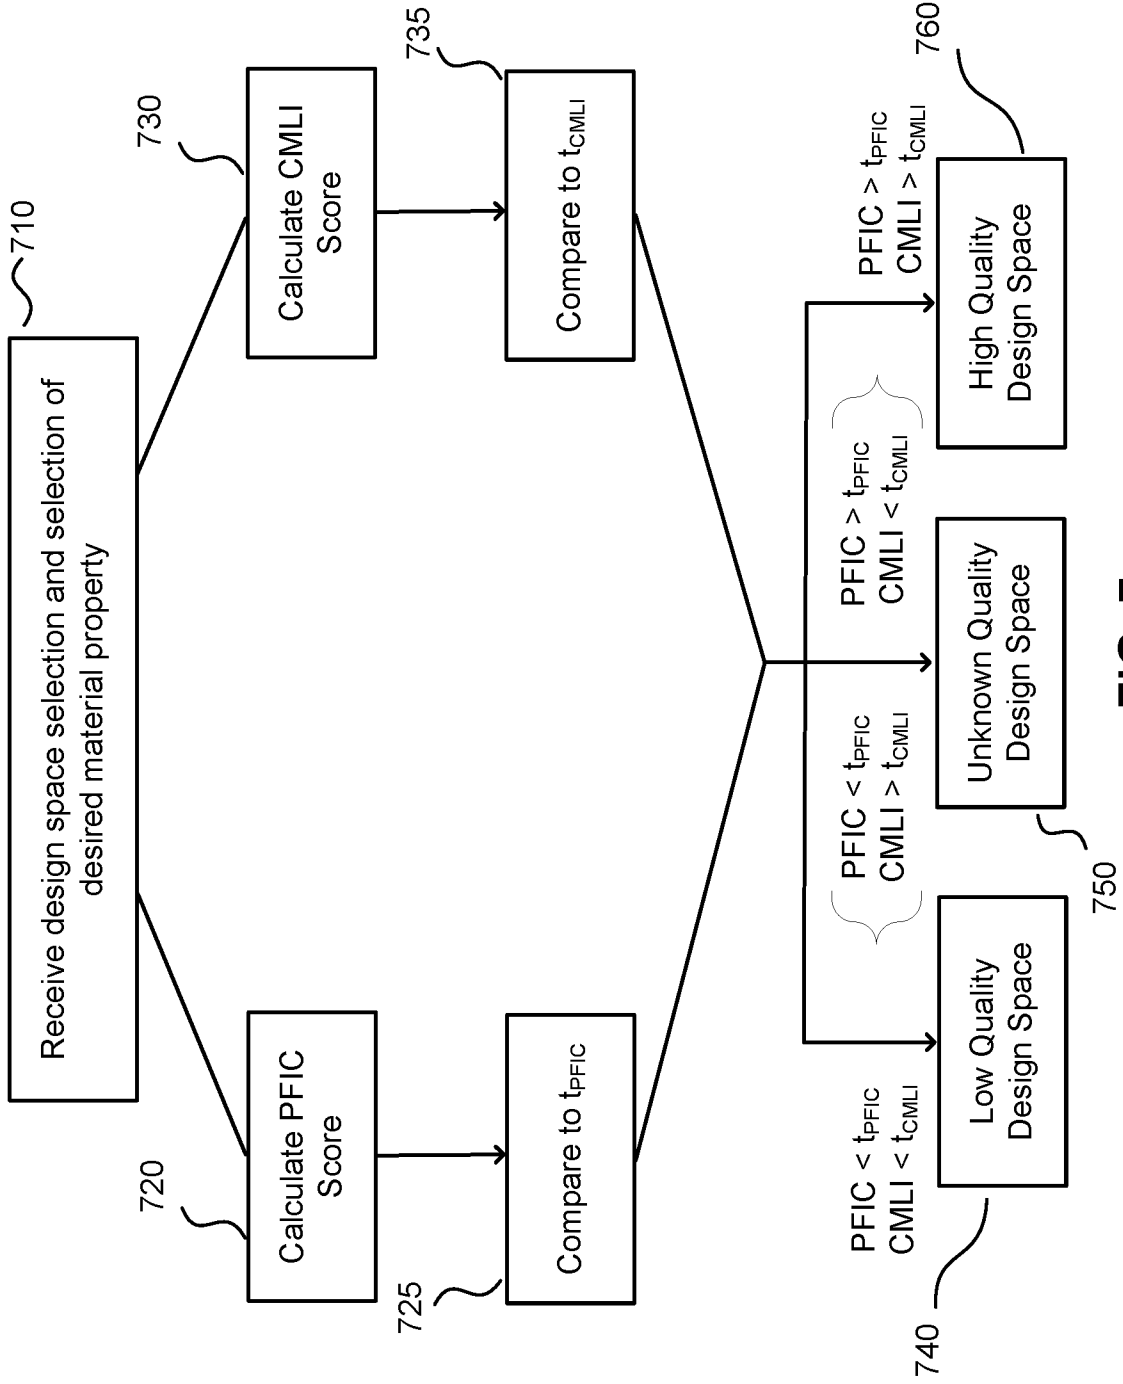 710
Receive design space selection and selection of
desired material property
720
Calculate PFIC
Score
730
Calculate CMLI
Score
725
Compare to tPFIC
735
Compare to tCMLI
PFIC < tPFIC
CMLI < tCMLI
PFIC < tPFIC
CMLI > tCMLI
PFIC > tPFIC
CMLI < tCMLI
PFIC > tPFIC
CMLI > tCMLI
740
Low Quality
Design Space
750
Unknown Quality
Design Space
760
High Quality
Design Space